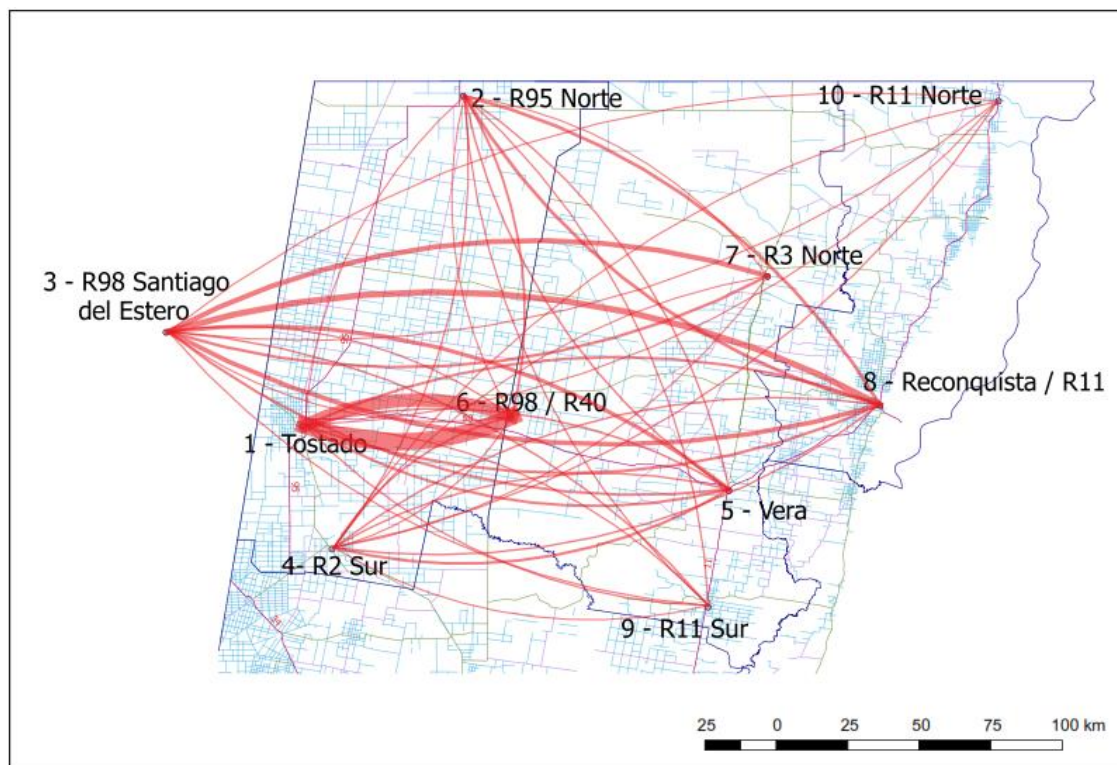 2 - R95 Norte
10 - R11 Norte
7 - R3 Norte
3 - R98 Santiago
del Estero
8 - Reconquista / R11
6 - R98 / R40
1 - Tostado
5 - Vera
4- R2 Sur
9 - R11 Sur
11
25 0 25 50 75 100 km